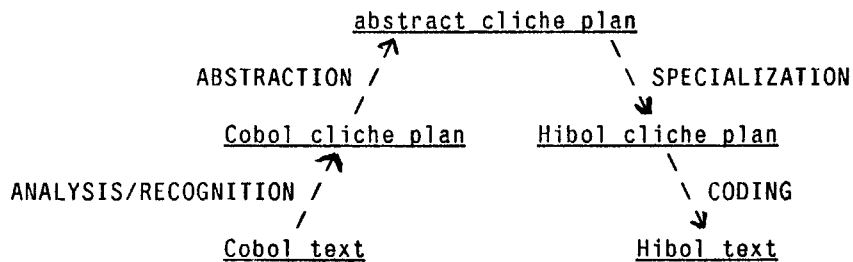 abstract cliche plan
ABSTRACTION SPECIALIZATION
Cobol cliche plan Hibol cliche plan
ANALYSIS/RECOGNITION CODING
Cobol text Hibol text